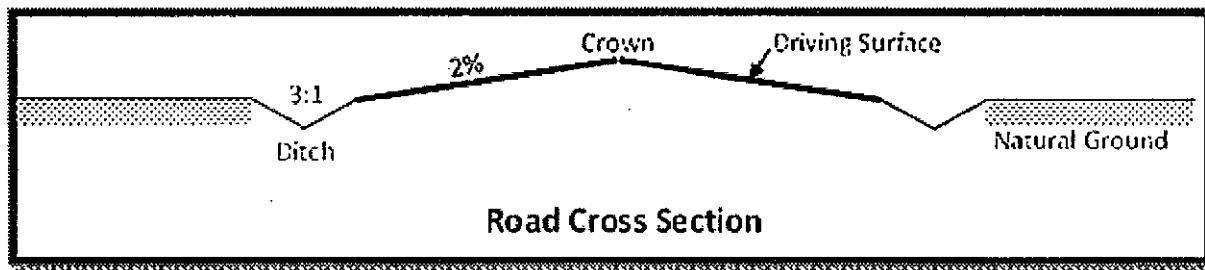 Crown
Driving Surface
2%
3:1
Ditch
Natural Ground
Road Cross Section